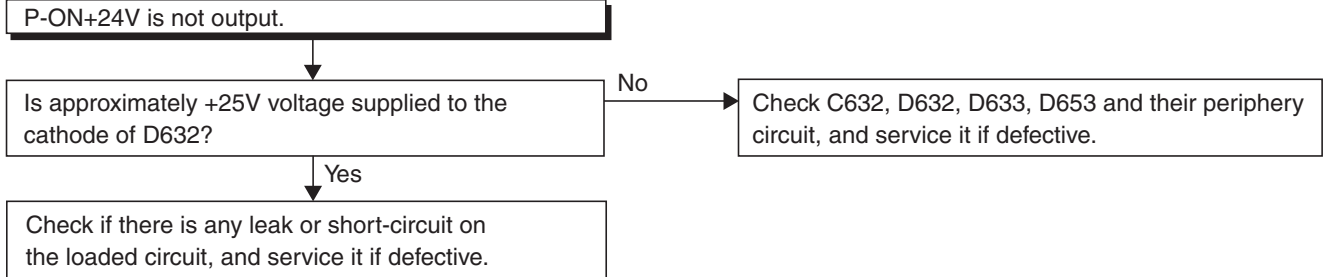 P-ON+24V is not output.
Is approximately +25V voltage supplied to the
cathode of D632?
No
Check C632, D632, D633, D653 and their periphery
circuit, and service it if defective.
Yes
Check if there is any leak or short-circuit on
the loaded circuit, and service it if defective.